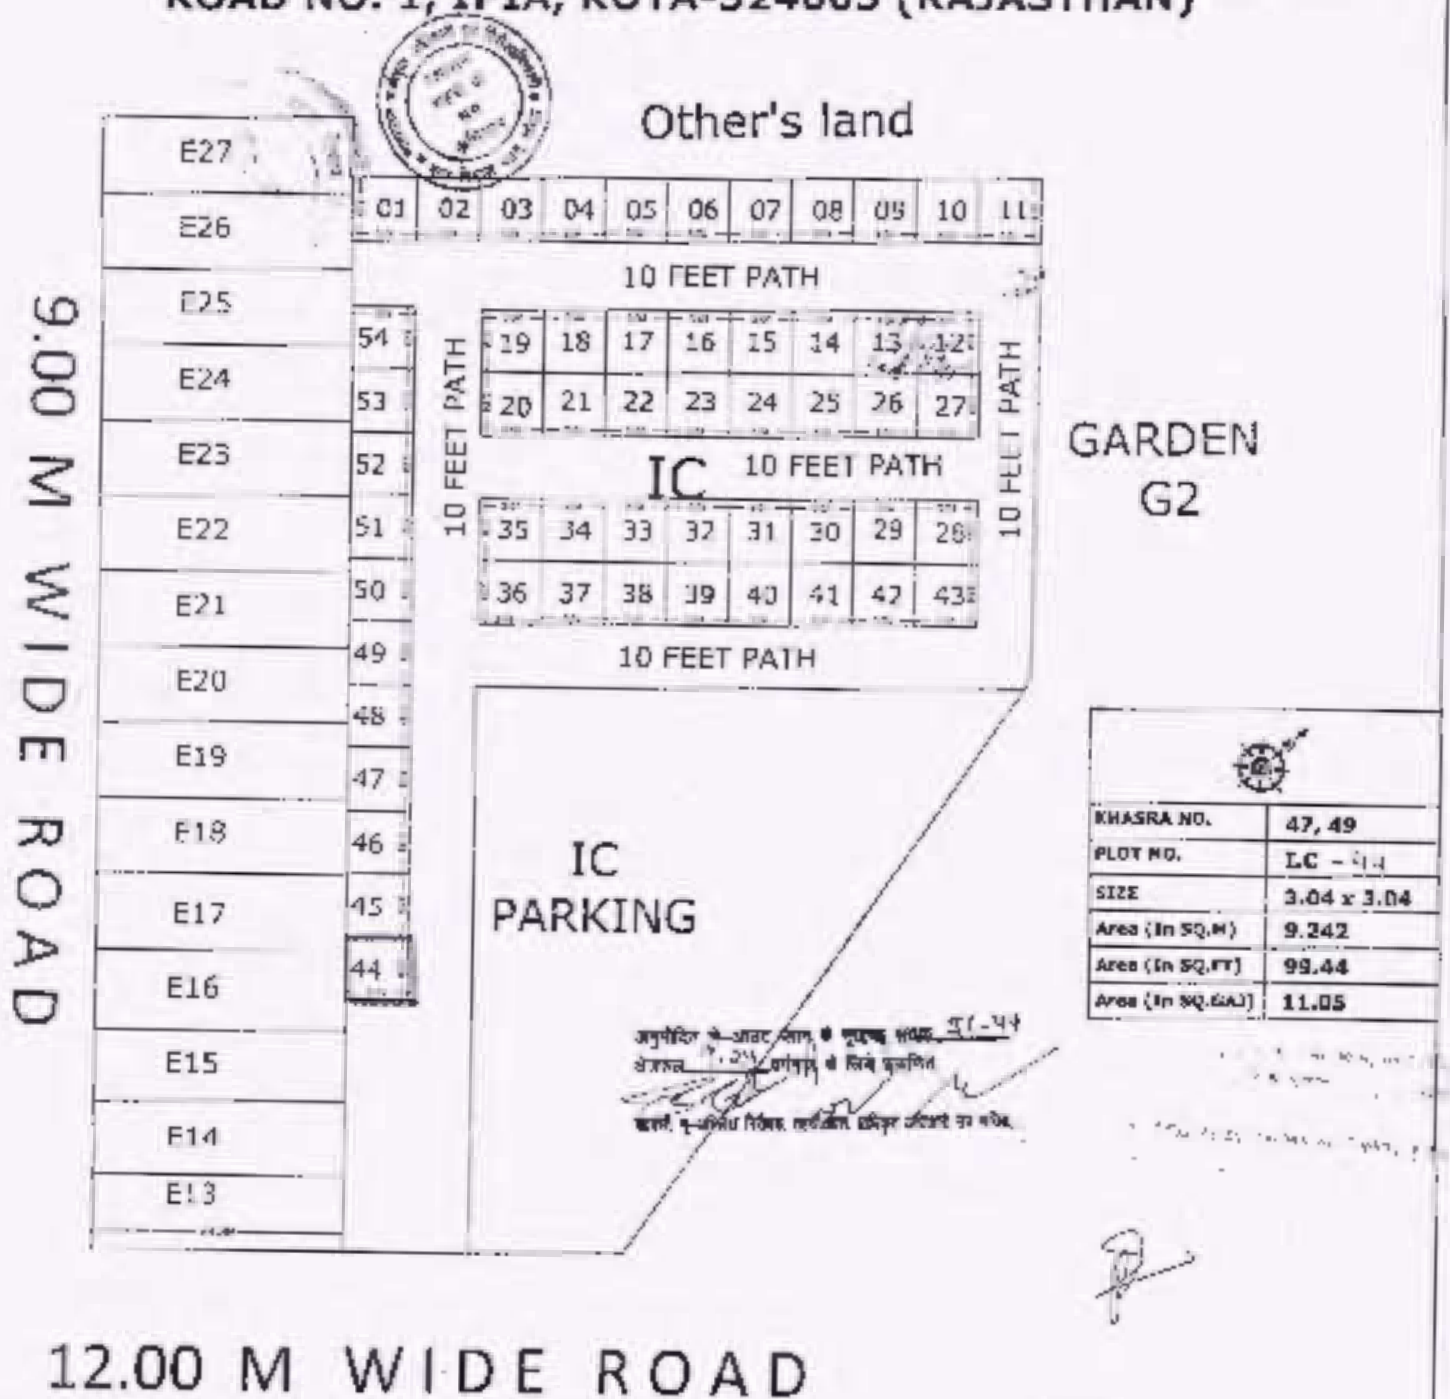 ROAD NO. 1, IPIA, KOTA-324005 (RAJASTHAN)
Other's land
E27
E26
E25
E24
E23
E22
E21
E20
E19
E18
E17
E16
E15
E14
E13
9.00 M WIDE ROAD
01 02 03 04 05 06 07 08 09 10 11
10 FEET PATH
54
53
52
51
50
49
48
47
46
45
44
10 FEET PATH
19 18 17 16 15 14 13 12
20 21 22 23 24 25 26 27
IC 10 FEET PATH
35 34 33 32 31 30 29 28
36 37 38 39 40 41 42 43
10 FEET PATH
10 FEET PATH
GARDEN
G2
IC
PARKING
KHASRA NO. 47, 49
PLOT NO. LC -
SIZE 3.04 x 3.04
Area (In SQ.M) 9.242
Area (In SQ.FT) 99.44
Area (In SQ.GAJ) 11.05
12.00 M WIDE ROAD